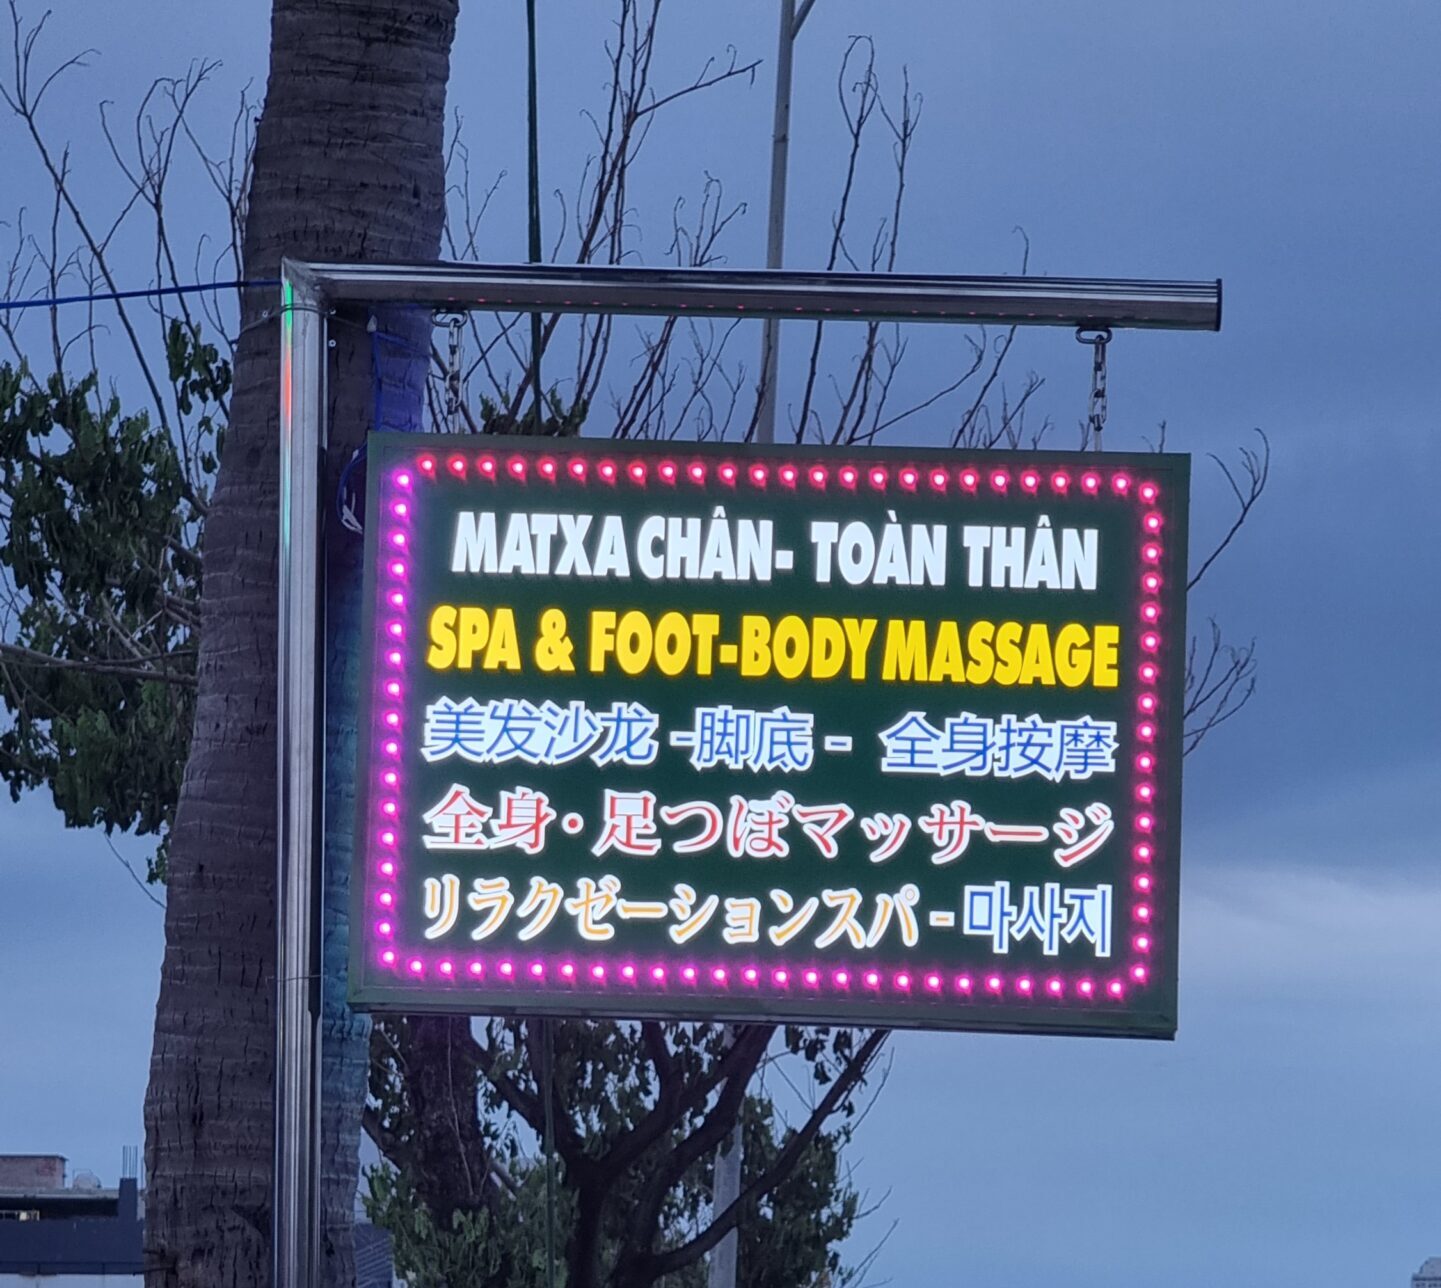 MATXA CHÂN- TOÀN THÂN
SPA & FOOT-BODY MASSAGE
美发沙龙 -脚底 - 全身按摩
全身・足つぼマッサージ
リラクゼーションスパ - 마사지